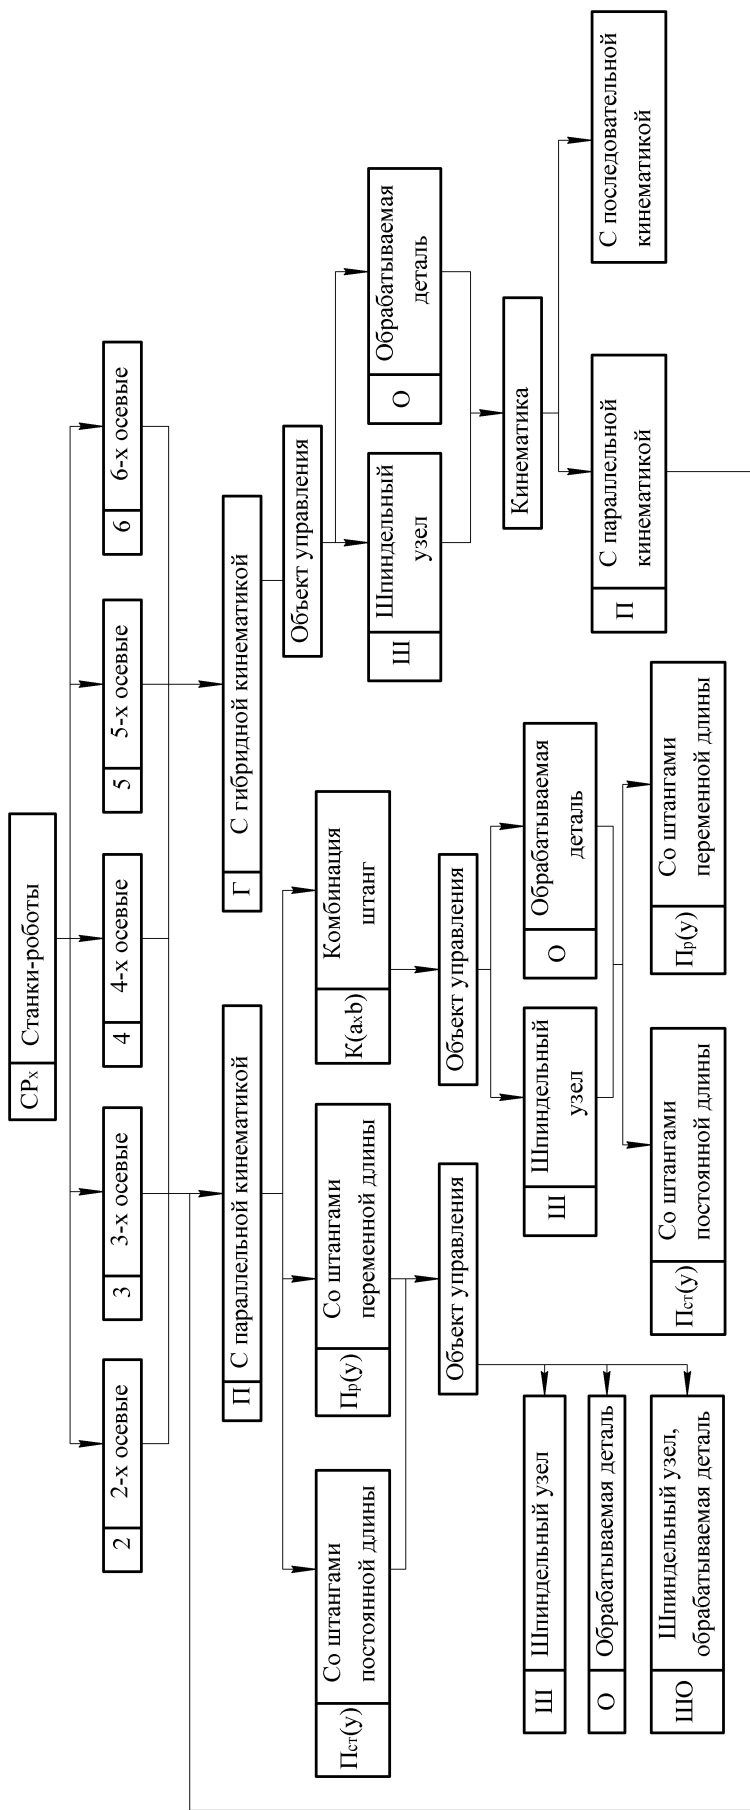 СРх
Станки-роботы
2
2-х осевые
3
3-х осевые
4
4-х осевые
5
5-х осевые
6
6-х осевые
П
С параллельной кинематикой
Г
С гибридной кинематикой
Пст(у)
Со штангами
постоянной длины
Пр(у)
Со штангами
переменной длины
К(ахb)
Комбинация
штанг
Объект управления
Ш
Шпиндельный
узел
О
Обрабатываемая
деталь
Объект управления
Ш
Шпиндельный узел
О
Обрабатываемая деталь
ШО
Шпиндельный узел,
обрабатываемая деталь
Объект управления
Ш
Шпиндельный
узел
О
Обрабатываемая
деталь
Пст(у)
Со штангами
постоянной длины
Пр(у)
Со штангами
переменной длины
Кинематика
П
С параллельной
кинематикой
С последовательной
кинематикой